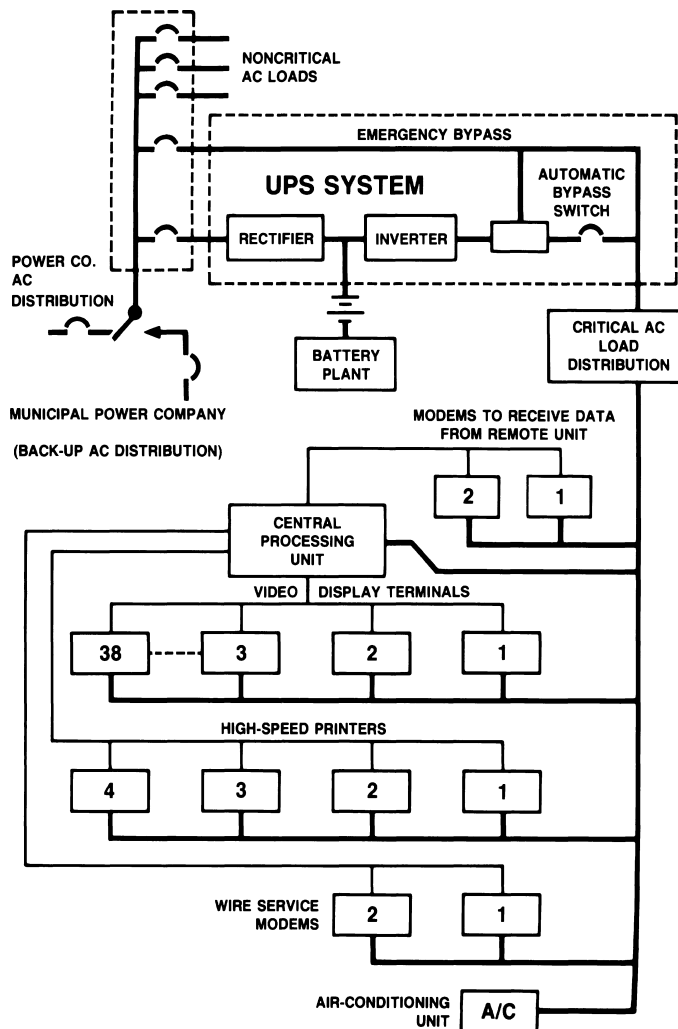 NONCRITICAL
AC LOADS
EMERGENCY BYPASS
UPS SYSTEM
AUTOMATIC
BYPASS
SWITCH
RECTIFIER
INVERTER
POWER CO.
AC
DISTRIBUTION
BATTERY
PLANT
CRITICAL AC
LOAD
DISTRIBUTION
MUNICIPAL POWER COMPANY
(BACK-UP AC DISTRIBUTION)
MODEMS TO RECEIVE DATA
FROM REMOTE UNIT
2
1
CENTRAL
PROCESSING
UNIT
VIDEO DISPLAY TERMINALS
38
3
2
1
HIGH-SPEED PRINTERS
4
3
2
1
WIRE SERVICE
MODEMS
2
1
AIR-CONDITIONING
UNIT
A/C